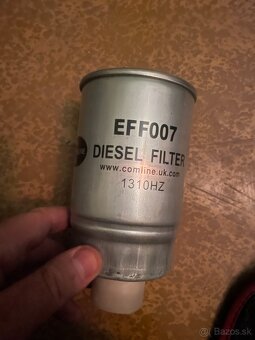 EFF007
DIESEL FILTER
www.comline.uk.com
1310HZ
Bazos.sk